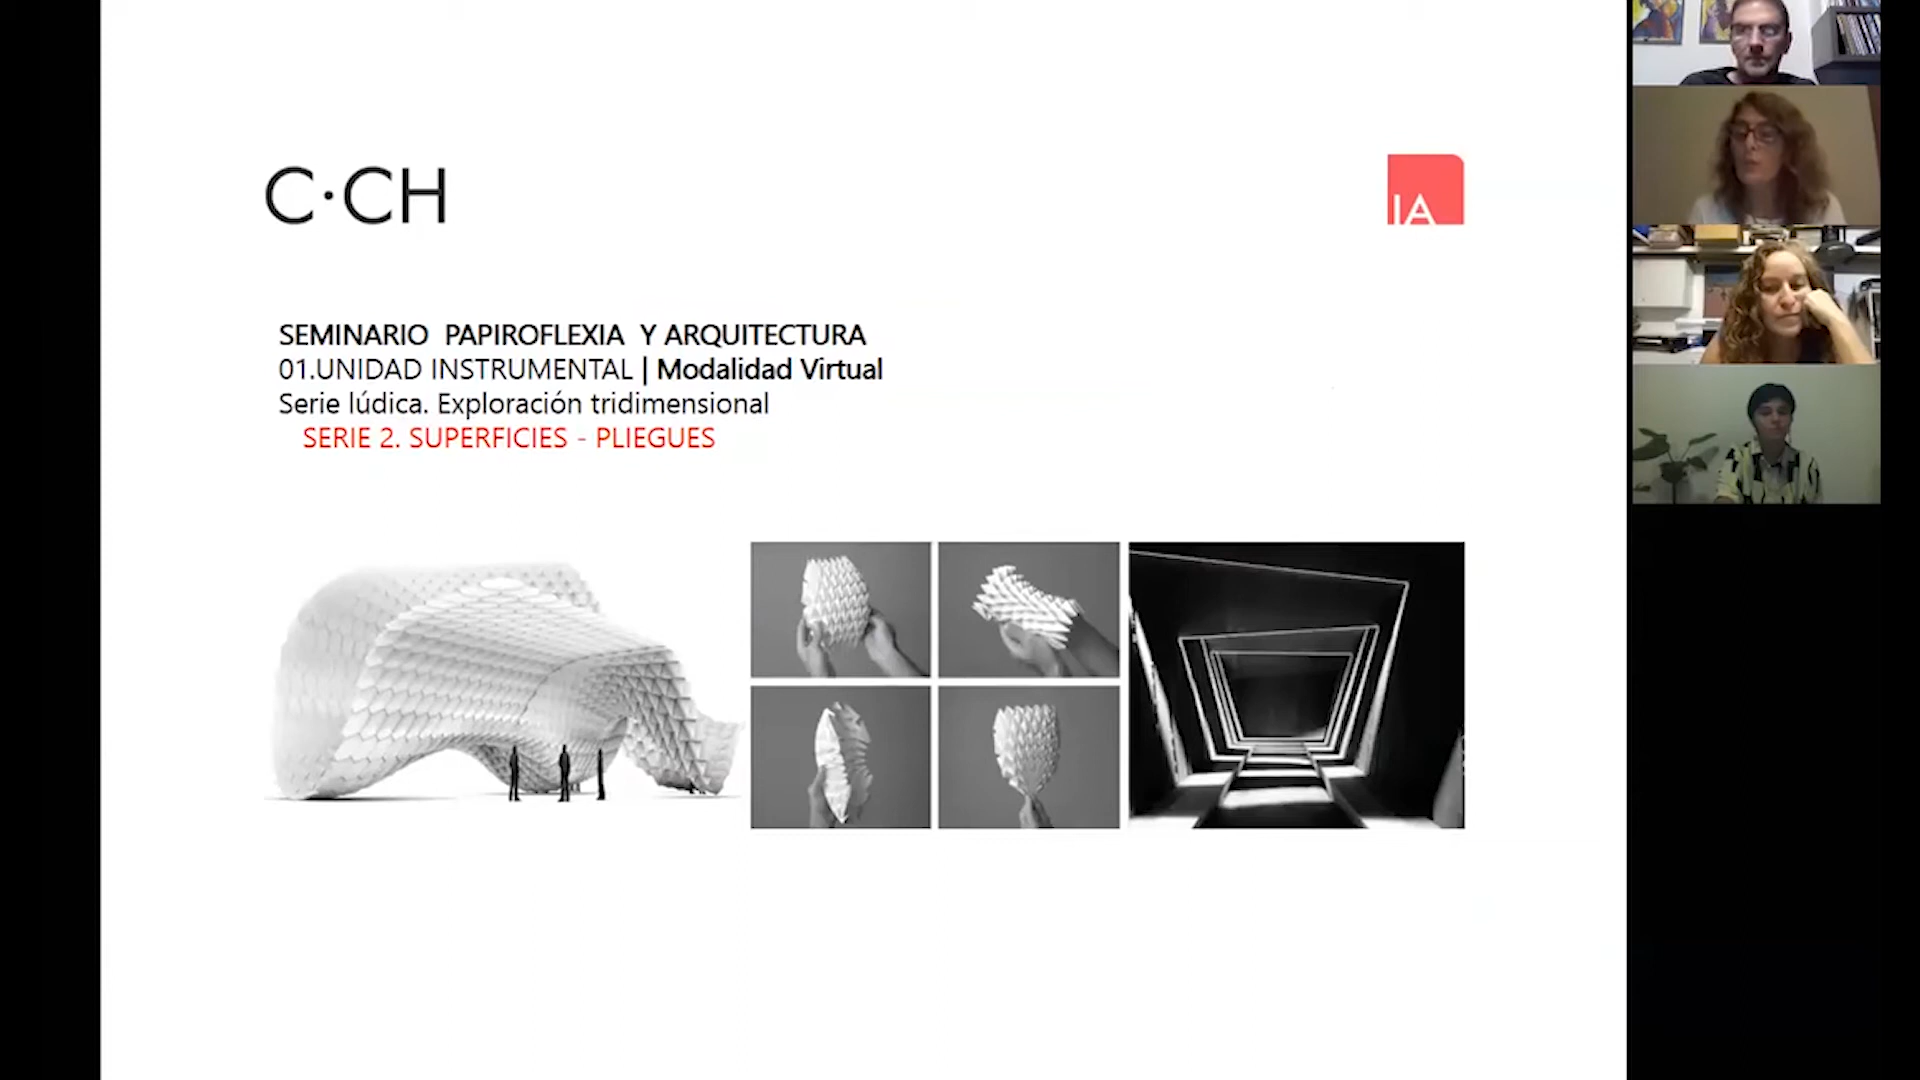 C·CH
IA
SEMINARIO PAPIROFLEXIA Y ARQUITECTURA
01.UNIDAD INSTRUMENTAL | Modalidad Virtual
Serie lúdica. Exploración tridimensional
SERIE 2. SUPERFICIES - PLIEGUES